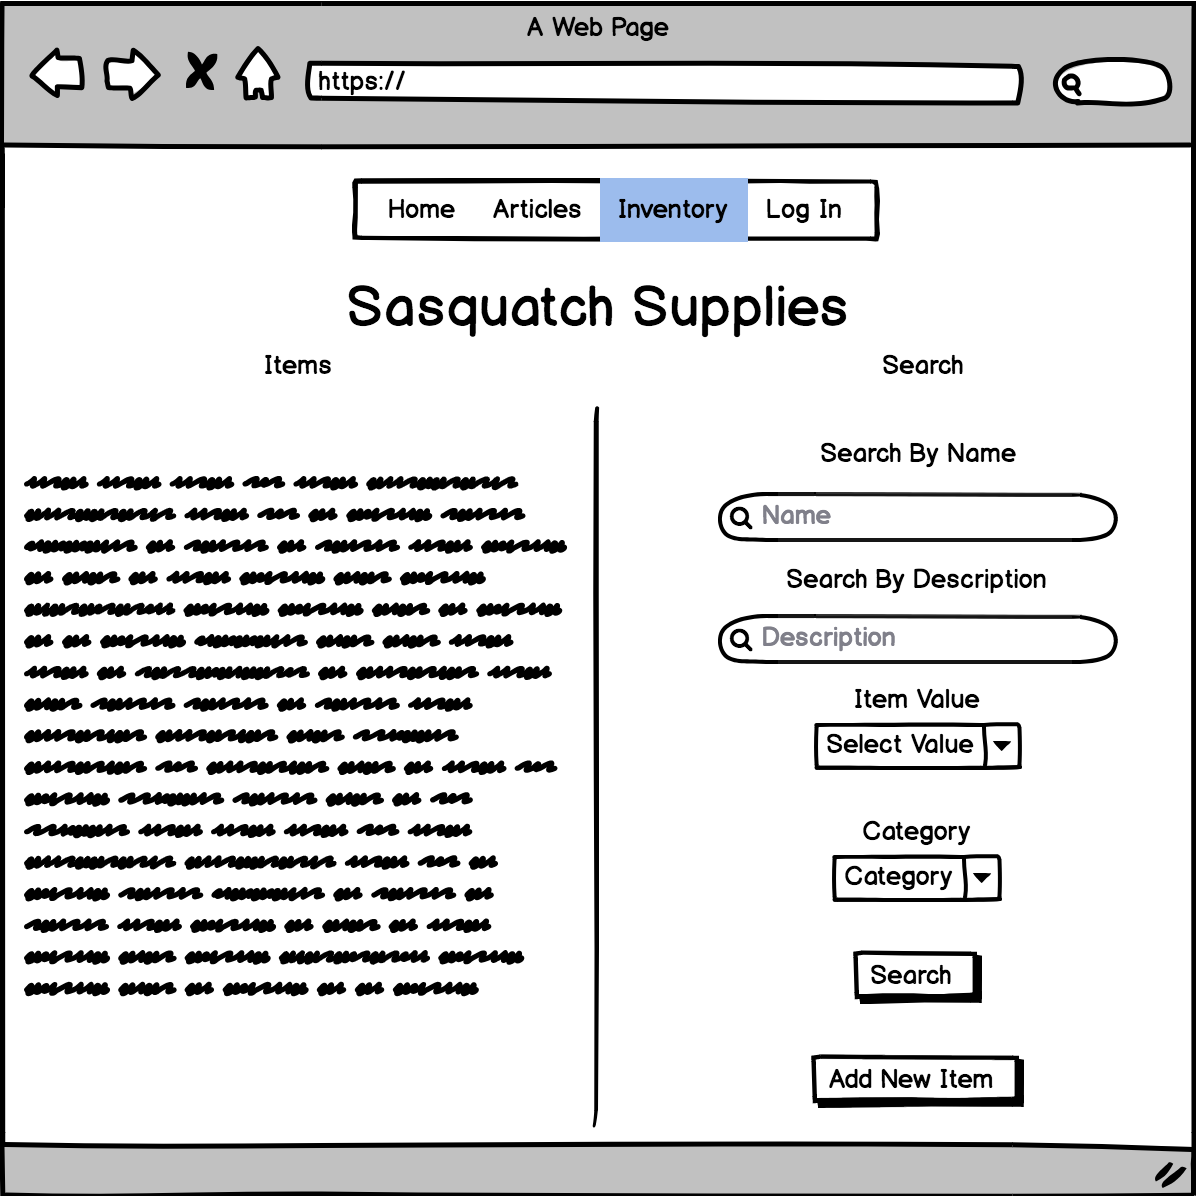 A Web Page
https://
Home Articles Inventory Log In
Sasquatch Supplies
Items
Search
Search By Name
Name
Search By Description
Description
Item Value
Select Value
Category
Category
Search
Add New Item